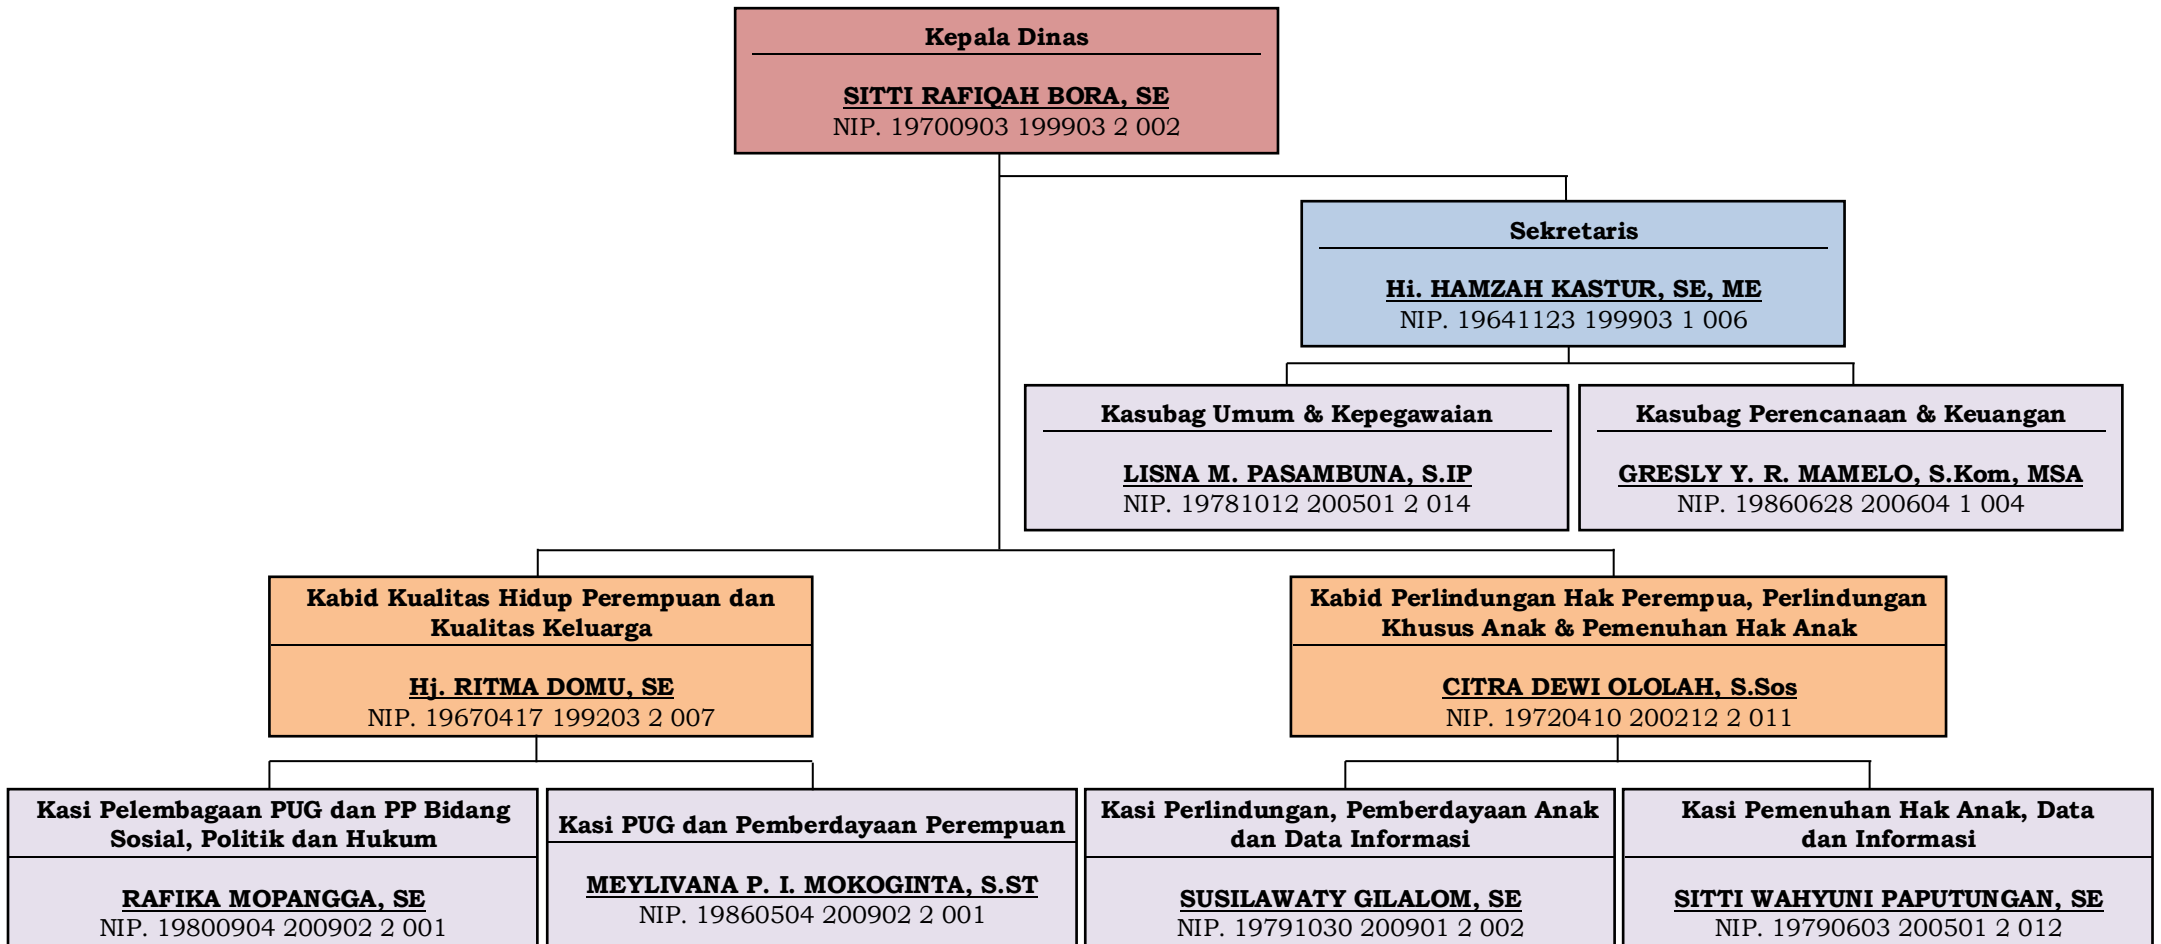 Kepala Dinas
SITTI RAFIQAH BORA, SE
NIP. 19700903 199903 2 002
Sekretaris
Hi. HAMZAH KASTUR, SE, ME
NIP. 19641123 199903 1 006
Kasubag Umum & Kepegawaian
LISNA M. PASAMBUNA, S.IP
NIP. 19781012 200501 2 014
Kasubag Perencanaan & Keuangan
GRESLY Y. R. MAMELO, S.Kom, MSA
NIP. 19860628 200604 1 004
Kabid Kualitas Hidup Perempuan dan
Kualitas Keluarga
Hj. RITMA DOMU, SE
NIP. 19670417 199203 2 007
Kabid Perlindungan Hak Perempua, Perlindungan
Khusus Anak & Pemenuhan Hak Anak
CITRA DEWI OLOLAH, S.Sos
NIP. 19720410 200212 2 011
Kasi Pelembagaan PUG dan PP Bidang
Sosial, Politik dan Hukum
RAFIKA MOPANGGA, SE
NIP. 19800904 200902 2 001
Kasi PUG dan Pemberdayaan Perempuan
MEYLIVANA P. I. MOKOGINTA, S.ST
NIP. 19860504 200902 2 001
Kasi Perlindungan, Pemberdayaan Anak
dan Data Informasi
SUSILAWATY GILALOM, SE
NIP. 19791030 200901 2 002
Kasi Pemenuhan Hak Anak, Data
dan Informasi
SITTI WAHYUNI PAPUTUNGAN, SE
NIP. 19790603 200501 2 012